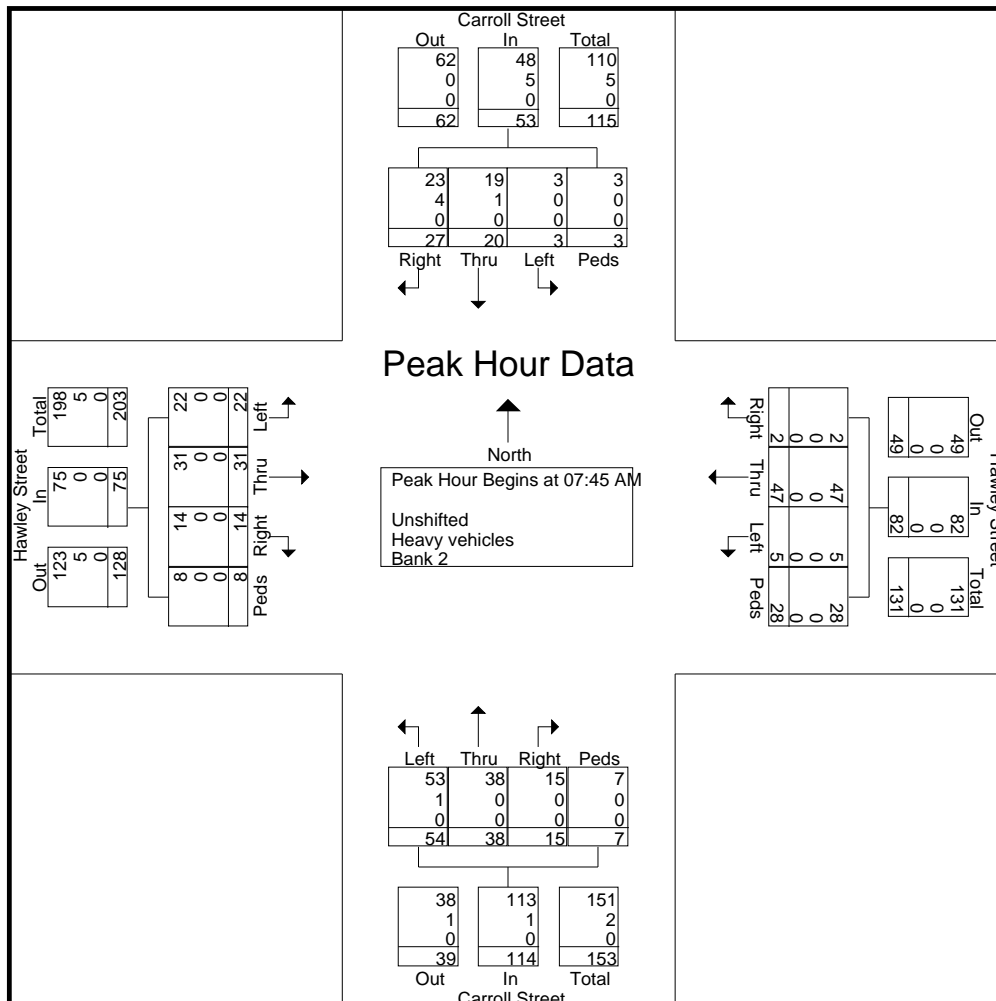 Carroll Street
Out In Total
62 48 110
0 5 5
0 0 0
62 53 115
23 19 3 3
4 1 0 0
0 0 0 0
27 20 3 3
Right Thru Left Peds
Peak Hour Data
North
Peak Hour Begins at 07:45 AM
Unshifted
Heavy vehicles
Bank 2
Hawley Street
Out In Total
123 75 198
5 0 5
0 0 0
128 75 203
Peds Right Thru Left
8 14 31 22
0 0 0 0
0 0 0 0
8 14 31 22
Hawley Street
Out In Total
49 82 131
0 0 0
0 0 0
49 82 131
Right Thru Left Peds
2 47 5 28
0 0 0 0
0 0 0 0
2 47 5 28
Left Thru Right Peds
53 38 15 7
1 0 0 0
0 0 0 0
54 38 15 7
38 113 151
1 1 2
0 0 0
39 114 153
Out In Total
Carroll Street